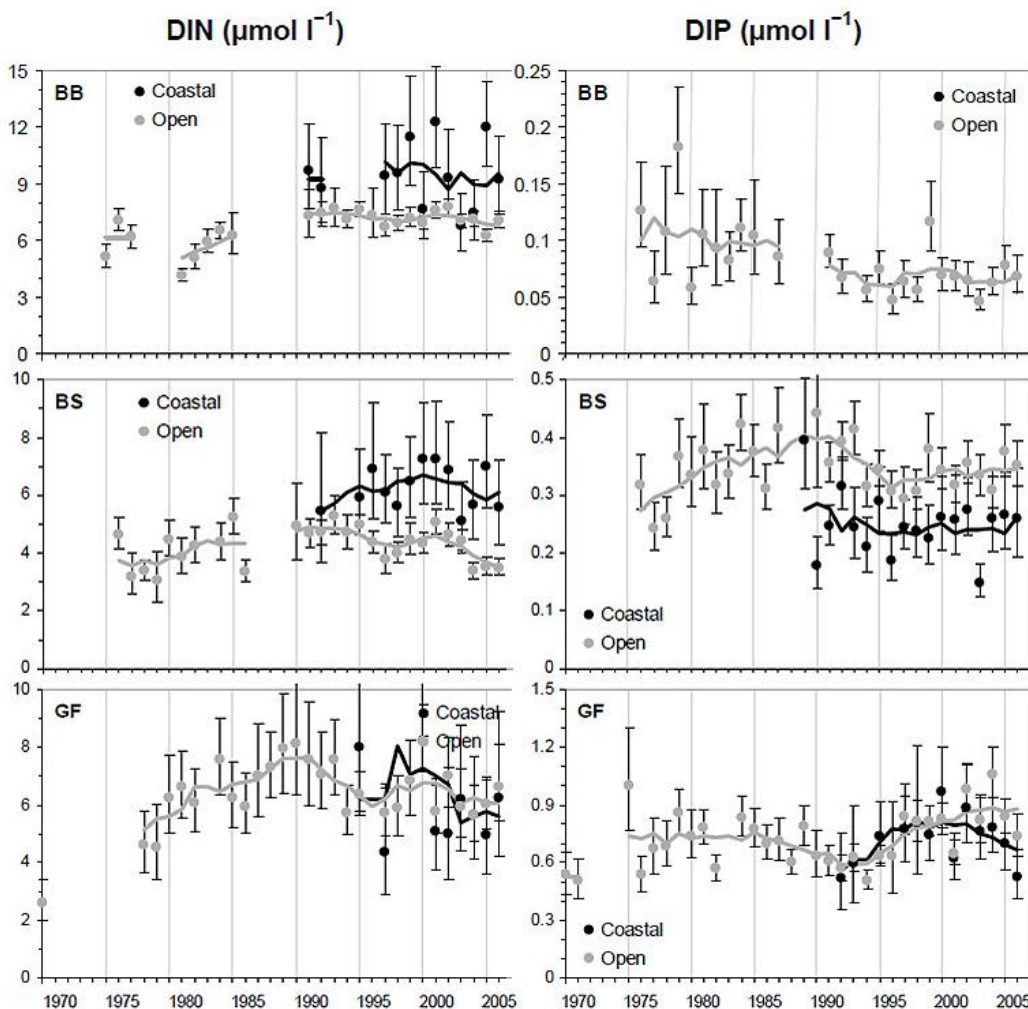 DIN (µmol l⁻¹)
DIP (µmol l⁻¹)
15
12
9
6
3
0
BB
Coastal
Open
0.25
0.2
0.15
0.1
0.05
0
BB
Coastal
Open
10
8
6
4
2
0
BS
Coastal
Open
0.5
0.4
0.3
0.2
0.1
0
BS
Coastal
Open
10
8
6
4
2
0
GF
Coastal
Open
1970 1975 1980 1985 1990 1995 2000 2005
1.5
1.2
0.9
0.6
0.3
0
GF
Coastal
Open
1970 1975 1980 1985 1990 1995 2000 2005